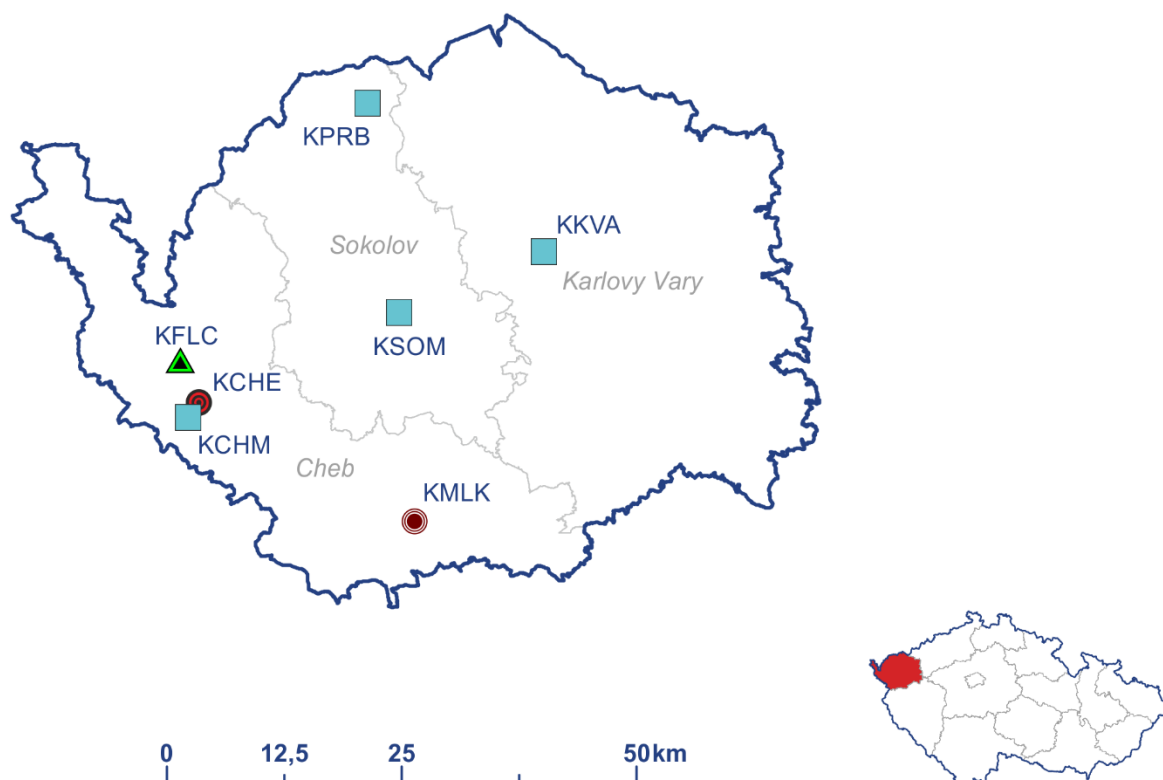 KPRB
KKVA
Sokolov
Karlovy Vary
KFLC
KSOM
KCHE
KCHM
Cheb
KMLK
0 12,5 25 50km